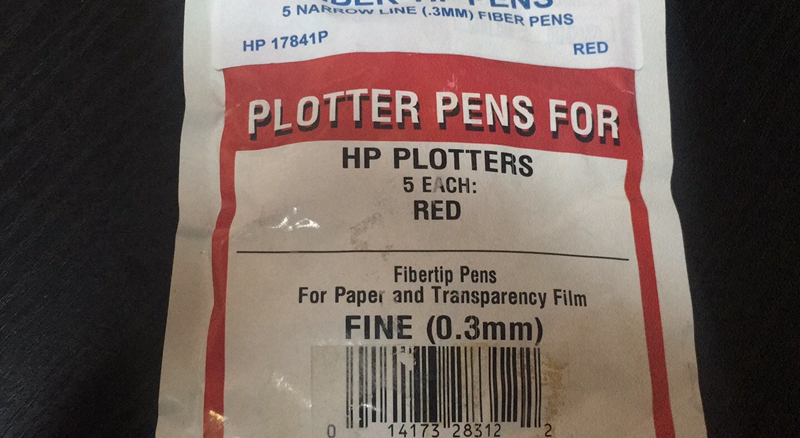 5 NARROW LINE (.3MM) FIBER PENS
HP 17841P RED
PLOTTER PENS FOR
HP PLOTTERS
5 EACH:
RED
Fibertip Pens
For Paper and Transparency Film
FINE (0.3mm)
0 14173 28312 2